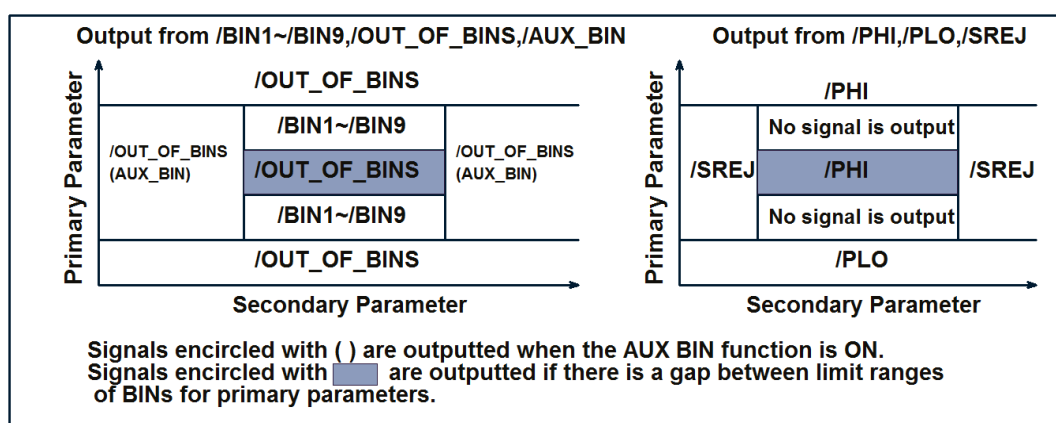 Output from /BIN1~/BIN9,/OUT_OF_BINS,/AUX_BIN
Primary Parameter
/OUT_OF_BINS
/BIN1~/BIN9
/OUT_OF_BINS
(AUX_BIN)
/OUT_OF_BINS
/OUT_OF_BINS
(AUX_BIN)
/BIN1~/BIN9
/OUT_OF_BINS
Secondary Parameter
Output from /PHI,/PLO,/SREJ
Primary Parameter
/PHI
No signal is output
/SREJ
/PHI
/SREJ
No signal is output
/PLO
Secondary Parameter
Signals encircled with ( ) are outputted when the AUX BIN function is ON.
Signals encircled with are outputted if there is a gap between limit ranges
of BINs for primary parameters.